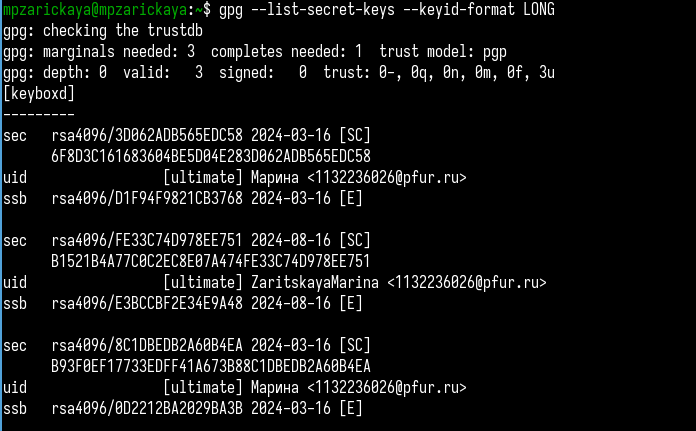 mpzarickaya@mpzarickaya:~$ gpg --list-secret-keys --keyid-format LONG
gpg: checking the trustdb
gpg: marginals needed: 3  completes needed: 1  trust model: pgp
gpg: depth: 0  valid:   3  signed:   0  trust: 0-, 0q, 0n, 0m, 0f, 3u
[keyboxd]
---------
sec   rsa4096/3D062ADB565EDC58 2024-03-16 [SC]
      6F8D3C161683604BE5D04E283D062ADB565EDC58
uid                 [ultimate] Марина <1132236026@pfur.ru>
ssb   rsa4096/D1F94F9821CB3768 2024-03-16 [E]

sec   rsa4096/FE33C74D978EE751 2024-08-16 [SC]
      B1521B4A77C0C2EC8E07A474FE33C74D978EE751
uid                 [ultimate] ZaritskayaMarina <1132236026@pfur.ru>
ssb   rsa4096/E3BCCBF2E34E9A48 2024-08-16 [E]

sec   rsa4096/8C1DBEDB2A60B4EA 2024-03-16 [SC]
      B93F0EF17733EDFF41A673B88C1DBEDB2A60B4EA
uid                 [ultimate] Марина <1132236026@pfur.ru>
ssb   rsa4096/0D2212BA2029BA3B 2024-03-16 [E]